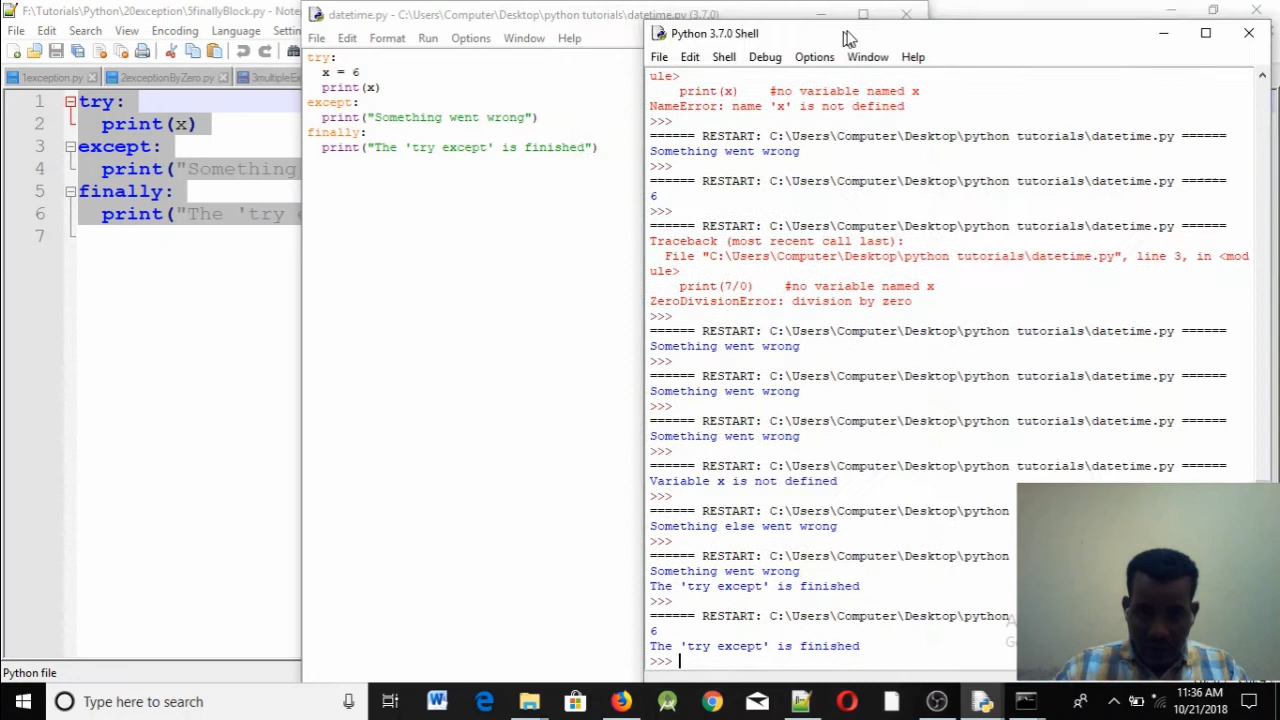 F:\Tutorials\Python\20exception\5finallyBlock.py - Notepad
File Edit Search View Encoding Language Settin
1exception.py 2exceptionByZero.py 3multipleEx
1 try:
2 print(x)
3 except:
4 print("Something
5 finally:
6 print("The 'try e
7
Python file
datetime.py - C:\Users\Computer\Desktop\python tutorials\datetime.py (3.7.0)
File Edit Format Run Options Window Help
try:
x = 6
print(x)
except:
print("Something went wrong")
finally:
print("The 'try except' is finished")
Python 3.7.0 Shell
File Edit Shell Debug Options Window Help
ule>
print(x) #no variable named x
NameError: name 'x' is not defined
>>>
====== RESTART: C:\Users\Computer\Desktop\python tutorials\datetime.py ======
Something went wrong
>>>
====== RESTART: C:\Users\Computer\Desktop\python tutorials\datetime.py ======
6
>>>
====== RESTART: C:\Users\Computer\Desktop\python tutorials\datetime.py ======
Traceback (most recent call last):
File "C:\Users\Computer\Desktop\python tutorials\datetime.py", line 3, in <mod
ule>
print(7/0) #no variable named x
ZeroDivisionError: division by zero
>>>
====== RESTART: C:\Users\Computer\Desktop\python tutorials\datetime.py ======
Something went wrong
>>>
====== RESTART: C:\Users\Computer\Desktop\python tutorials\datetime.py ======
Something went wrong
>>>
====== RESTART: C:\Users\Computer\Desktop\python tutorials\datetime.py ======
Something went wrong
>>>
====== RESTART: C:\Users\Computer\Desktop\python tutorials\datetime.py ======
Variable x is not defined
>>>
====== RESTART: C:\Users\Computer\Desktop\python
Something else went wrong
>>>
====== RESTART: C:\Users\Computer\Desktop\python
Something went wrong
The 'try except' is finished
>>>
====== RESTART: C:\Users\Computer\Desktop\python
6
The 'try except' is finished
>>>
Type here to search
11:36 AM
10/21/2018